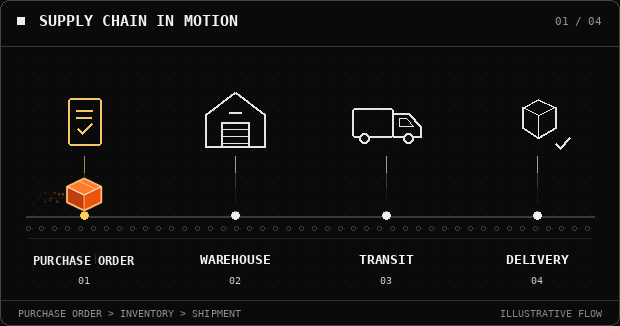 SUPPLY CHAIN IN MOTION
01 / 04
PURCHASE ORDER
WAREHOUSE
TRANSIT
DELIVERY
01
02
03
04
PURCHASE ORDER > INVENTORY > SHIPMENT
ILLUSTRATIVE FLOW